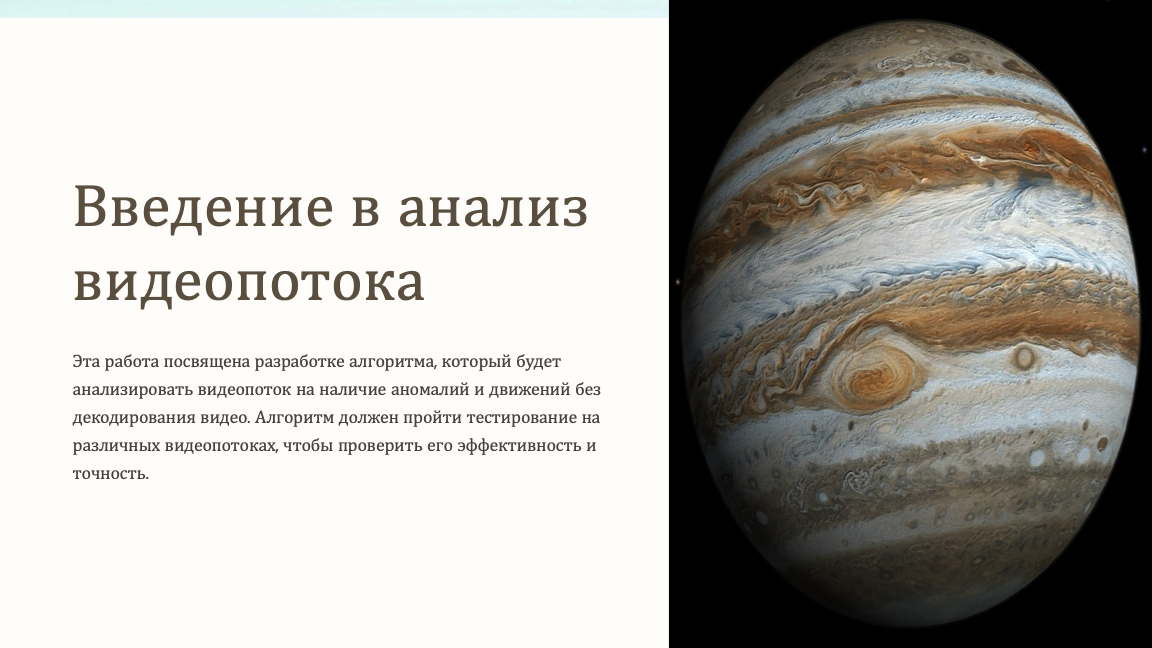 Введение в анализ
видеопотока
Эта работа посвящена разработке алгоритма, который будет
анализировать видеопоток на наличие аномалий и движений без
декодирования видео. Алгоритм должен пройти тестирование на
различных видеопотоках, чтобы проверить его эффективность и
точность.